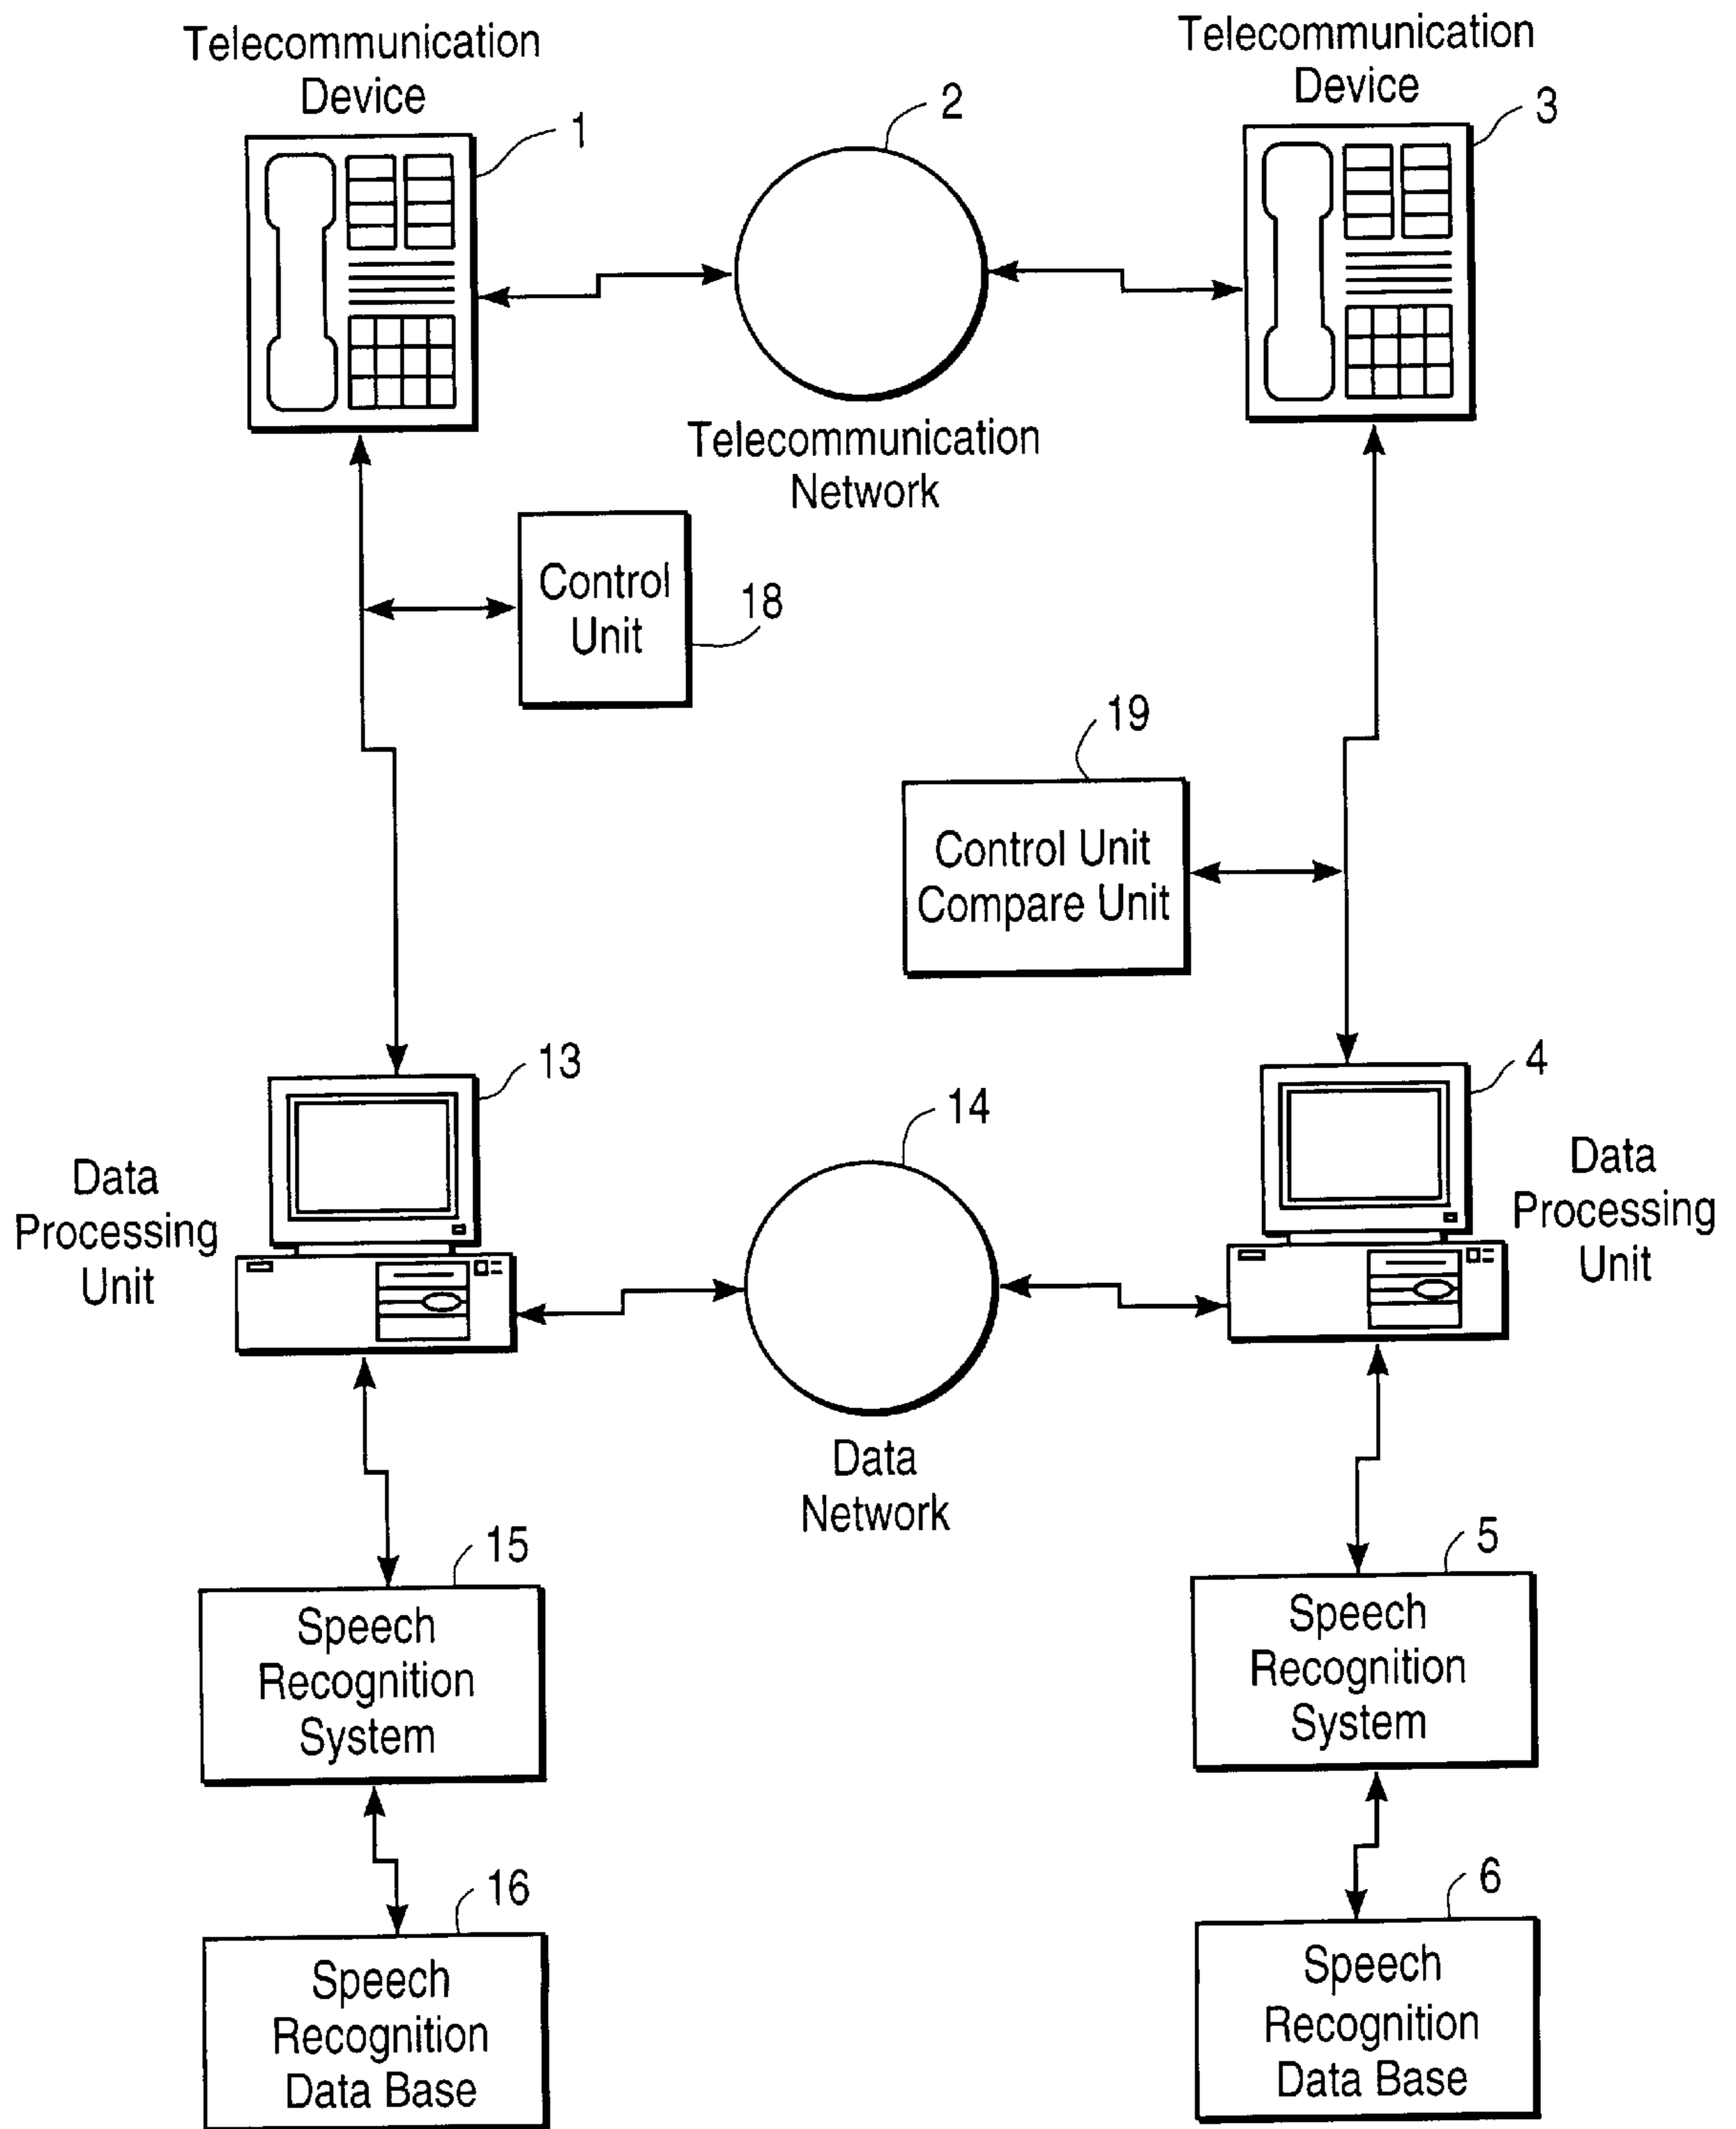 Telecommunication
Device
1
2
Telecommunication
Device
3
Telecommunication
Network
Control
Unit
18
19
Control Unit
Compare Unit
13
Data
Processing
Unit
14
Data
Network
4
Data
Processing
Unit
15
Speech
Recognition
System
5
Speech
Recognition
System
16
Speech
Recognition
Data Base
6
Speech
Recognition
Data Base